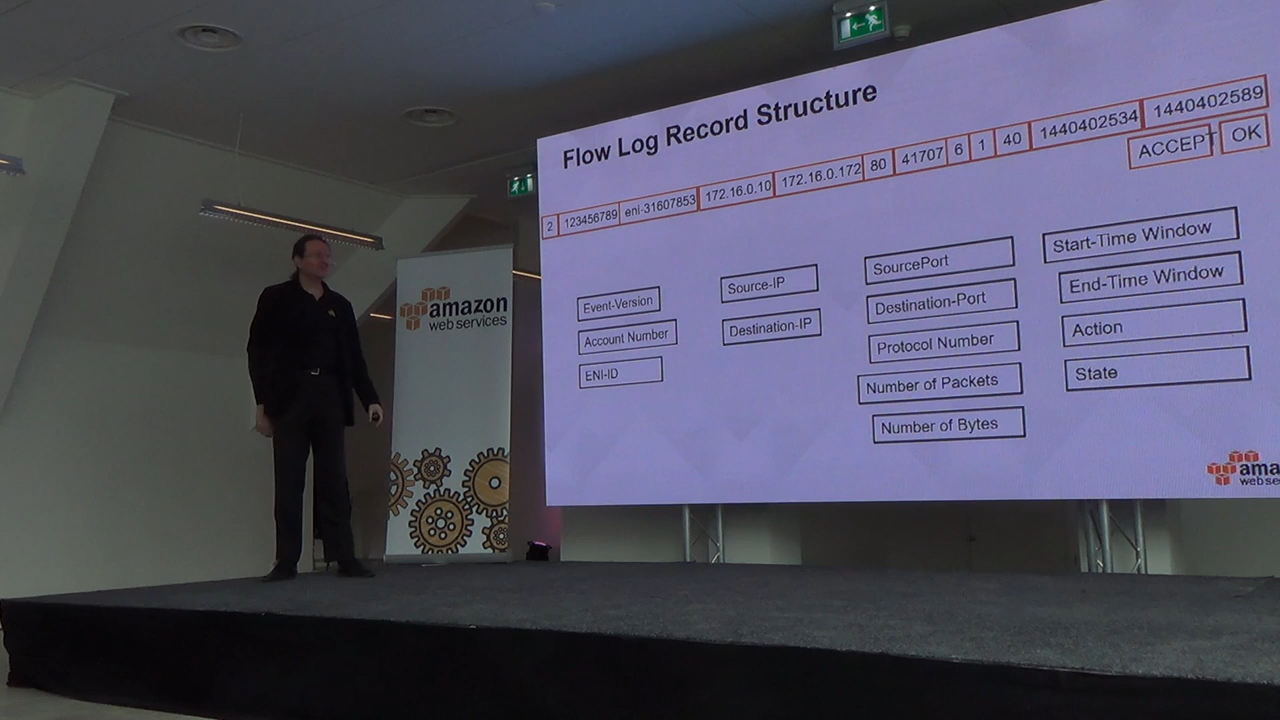 Flow Log Record Structure
2 123456789 eni-31607853 172.16.0.10 172.16.0.172 80 41707 6 1 40 1440402534 1440402589
ACCEPT OK
Event-Version
Account Number
ENI-ID
Source-IP
Destination-IP
SourcePort
Destination-Port
Protocol Number
Number of Packets
Number of Bytes
Start-Time Window
End-Time Window
Action
State
amazon
web services
ama
web se